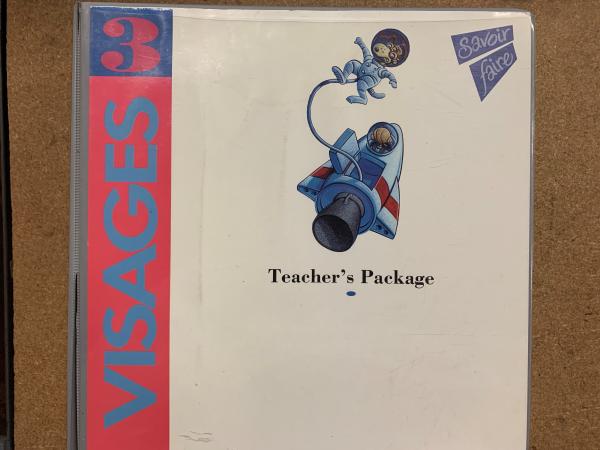 3
VISAGES
savoir
faire
Teacher's Package